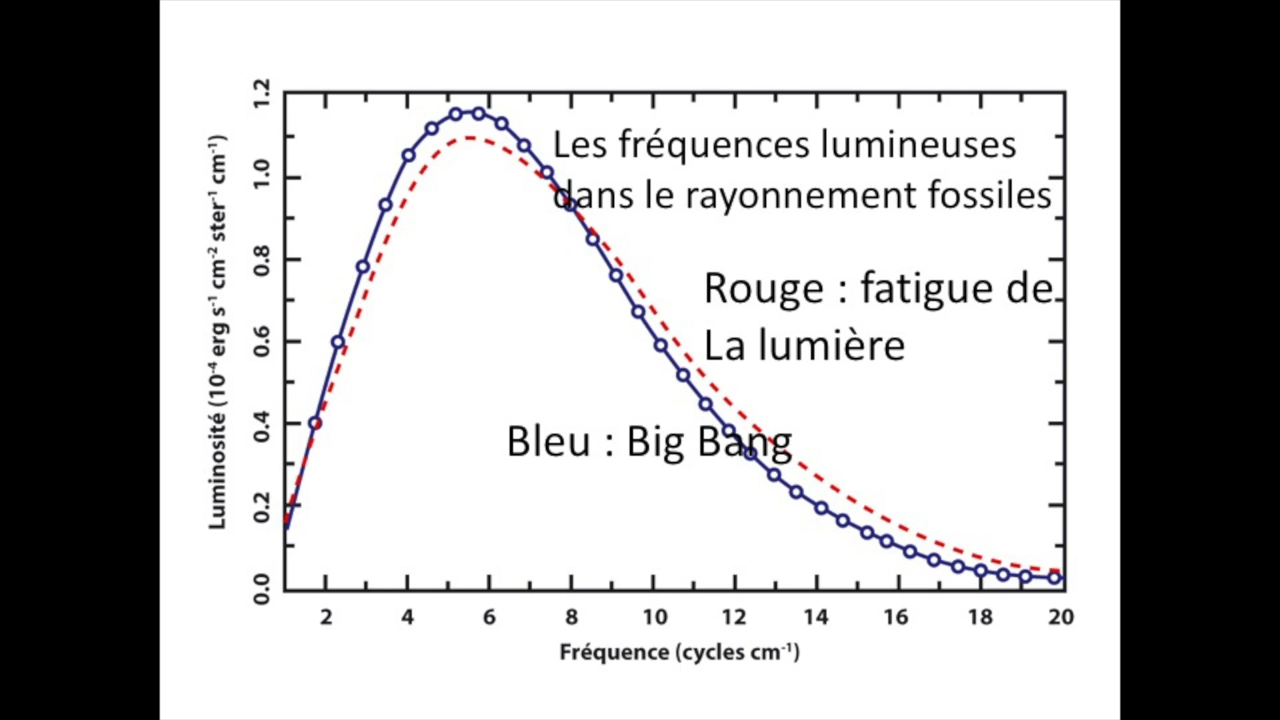 Les fréquences lumineuses
dans le rayonnement fossiles
Rouge : fatigue de
La lumière
Bleu : Big Bang
Luminosité (10⁻⁴ erg s⁻¹ cm⁻² ster⁻¹ cm⁻¹)
1.2
1.0
0.8
0.6
0.4
0.2
0.0
2 4 6 8 10 12 14 16 18 20
Fréquence (cycles cm⁻¹)